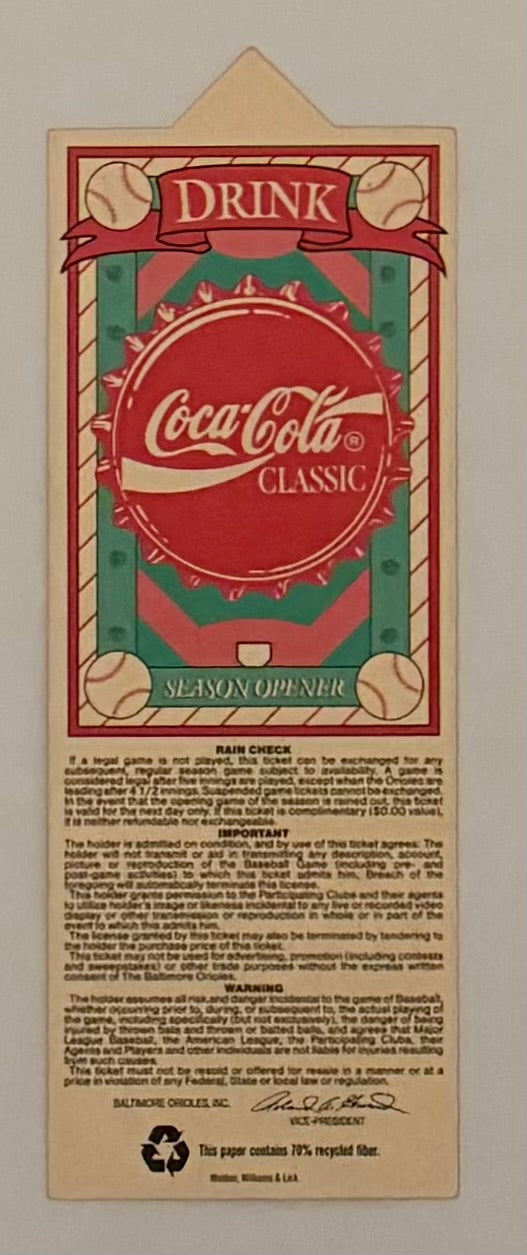 DRINK
Coca-Cola®
CLASSIC
SEASON OPENER
RAIN CHECK
If a legal game is not played, this ticket can be exchanged for any
subsequent, regular season game subject to availability. A game is
considered legal after five innings are played, except when the Orioles are
leading after 4 1/2 innings. Suspended game tickets cannot be exchanged.
In the event that the opening game of the season is rained out, this ticket
is valid for the next day only. If this ticket is complimentary ($0.00 value),
it is neither refundable nor exchangeable.
IMPORTANT
The holder is admitted on condition, and by use of this ticket agrees: The
holder will not transmit or aid in transmitting any description, account,
picture or reproduction of the Baseball Game (including pre- and
post-game activities) to which this ticket admits him. Breach of the
foregoing will automatically terminate this license.
This holder grants permission to the Participating Clubs and their agents
to utilize holder's image or likeness incidental to any live or recorded video
display or other transmission or reproduction in whole or in part of the
event to which this admits him.
The license granted by this ticket may also be terminated by tendering to
the holder the purchase price of this ticket.
This ticket may not be used for advertising, promotion (including contests
and sweepstakes) or other trade purposes without the express written
consent of The Baltimore Orioles.
WARNING
The holder assumes all risk and danger incidental to the game of Baseball,
whether occurring prior to, during, or subsequent to, the actual playing of
the game, including specifically (but not exclusively), the danger of being
injured by thrown bats and thrown or batted balls, and agrees that Major
League Baseball, the American League, the Participating Clubs, their
Agents and Players and other individuals are not liable for injuries resulting
from such causes.
This ticket must not be resold or offered for resale in a manner or at a
price in violation of any Federal, State or local law or regulation.
BALTIMORE ORIOLES, INC.
VICE-PRESIDENT
This paper contains 70% recycled fiber.
Weldon, Williams & Lick